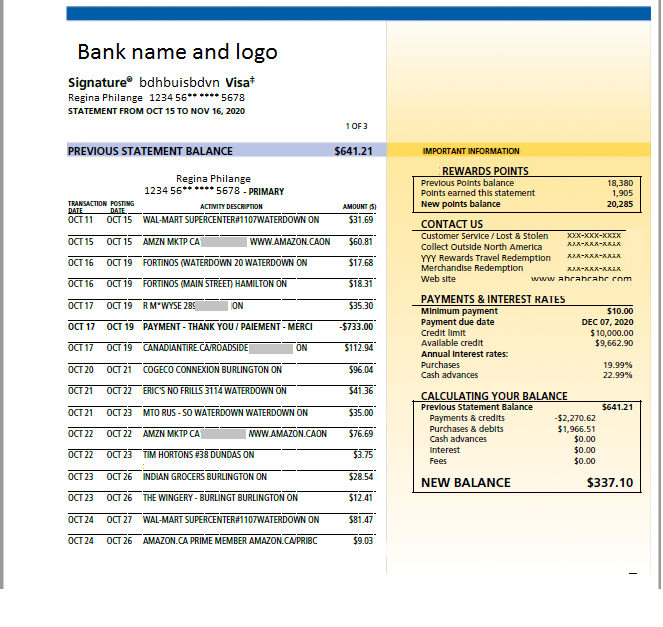 Bank name and logo
Signature® bdhbuisbdvn Visa‡
Regina Philange 1234 56** **** 5678
STATEMENT FROM OCT 15 TO NOV 16, 2020
1 OF 3
PREVIOUS STATEMENT BALANCE $641.21
Regina Philange
1234 56** **** 5678 - PRIMARY
TRANSACTION DATE POSTING DATE ACTIVITY DESCRIPTION AMOUNT ($)
OCT 11 OCT 15 WAL-MART SUPERCENTER#1107WATERDOWN ON $31.69
OCT 15 OCT 15 AMZN MKTP CA WWW.AMAZON.CAON $60.81
OCT 16 OCT 19 FORTINOS (WATERDOWN 20 WATERDOWN ON $17.68
OCT 16 OCT 19 FORTINOS (MAIN STREET) HAMILTON ON $18.31
OCT 17 OCT 19 R M*WYSE 289 ON $35.30
OCT 17 OCT 19 PAYMENT - THANK YOU / PAIEMENT - MERCI -$733.00
OCT 17 OCT 19 CANADIANTIRE.CA/ROADSIDE ON $112.94
OCT 20 OCT 21 COGECO CONNEXION BURLINGTON ON $96.04
OCT 21 OCT 22 ERIC'S NO FRILLS 3114 WATERDOWN ON $41.36
OCT 21 OCT 23 MTO RUS - SO WATERDOWN WATERDOWN ON $35.00
OCT 22 OCT 22 AMZN MKTP CA WWW.AMAZON.CAON $76.69
OCT 22 OCT 23 TIM HORTONS #38 DUNDAS ON $3.75
OCT 23 OCT 26 INDIAN GROCERS BURLINGTON ON $28.54
OCT 23 OCT 26 THE WINGERY - BURLINGT BURLINGTON ON $12.41
OCT 24 OCT 27 WAL-MART SUPERCENTER#1107WATERDOWN ON $81.47
OCT 24 OCT 26 AMAZON.CA PRIME MEMBER AMAZON.CA/PRIBC $9.03
IMPORTANT INFORMATION
REWARDS POINTS
Previous Points balance 18,380
Points earned this statement 1,905
New points balance 20,285
CONTACT US
Customer Service / Lost & Stolen xxx-xxx-xxxx
Collect Outside North America xxx-xxx-xxxx
YYY Rewards Travel Redemption xxx-xxx-xxxx
Merchandise Redemption xxx-xxx-xxxx
Web site www.abcabcabc.com
PAYMENTS & INTEREST RATES
Minimum payment $10.00
Payment due date DEC 07, 2020
Credit limit $10,000.00
Available credit $9,662.90
Annual Interest rates:
Purchases 19.99%
Cash advances 22.99%
CALCULATING YOUR BALANCE
Previous Statement Balance $641.21
Payments & credits -$2,270.62
Purchases & debits $1,966.51
Cash advances $0.00
Interest $0.00
Fees $0.00
NEW BALANCE $337.10